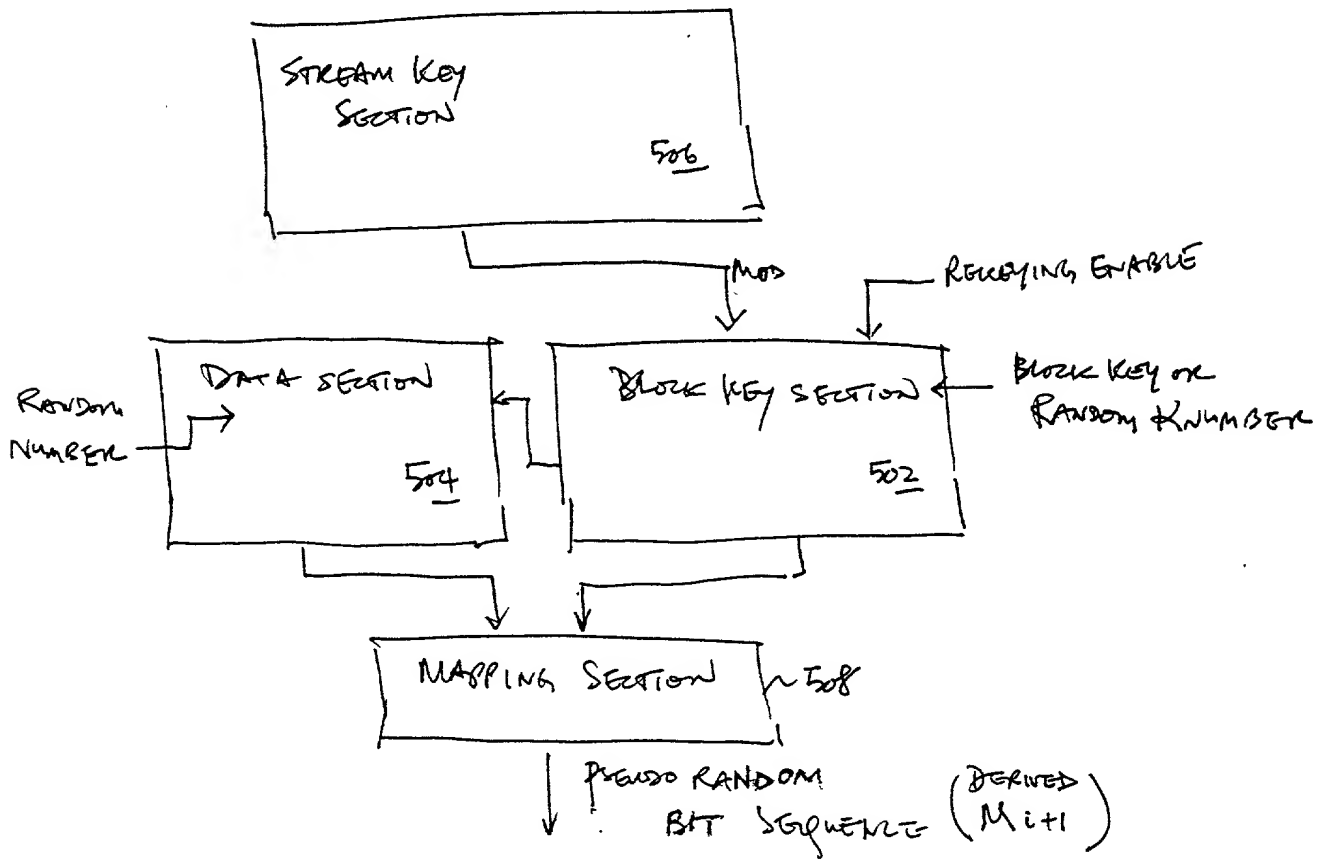 STREAM KEY
SECTION
506
MOD
REKEYING ENABLE
DATA SECTION
504
RANDOM
NUMBER
BLOCK KEY SECTION
502
BLOCK KEY OR
RANDOM KNUMBER
MAPPING SECTION
~508
PSEUDO RANDOM
BIT SEQUENCE (DERIVED
Mi+1)